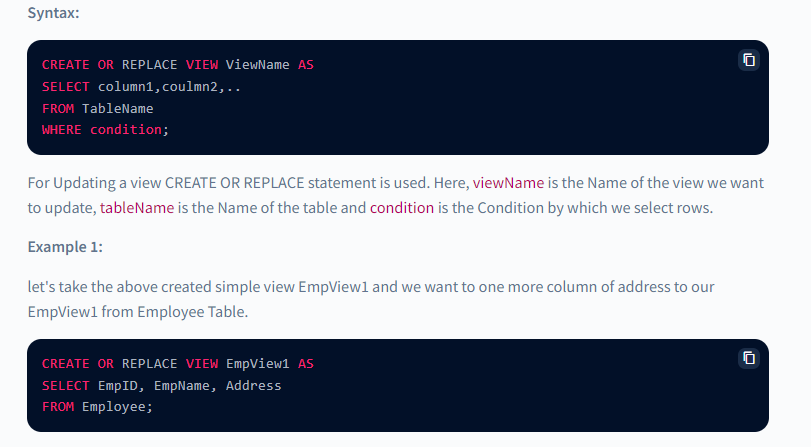 Syntax:
CREATE OR REPLACE VIEW ViewName AS
SELECT column1,coulmn2,..
FROM TableName
WHERE condition;
For Updating a view CREATE OR REPLACE statement is used. Here, viewName is the Name of the view we want
to update, tableName is the Name of the table and condition is the Condition by which we select rows.
Example 1:
let's take the above created simple view EmpView1 and we want to one more column of address to our
EmpView1 from Employee Table.
CREATE OR REPLACE VIEW EmpView1 AS
SELECT EmpID, EmpName, Address
FROM Employee;